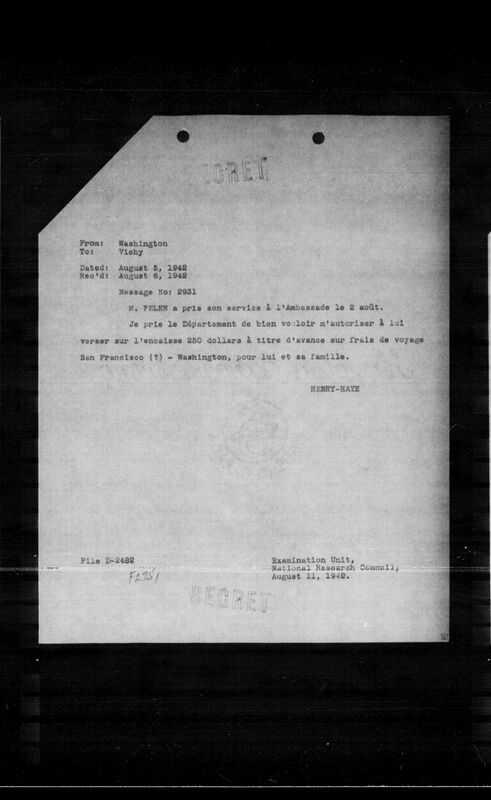 SECRET
From: Washington
To: Vichy
Dated: August 5, 1942
Rec'd: August 6, 1942
Message No: 2931
M. PELEN a pris son service à l'Ambassade le 2 août.
Je prie le Département de bien vouloir m'autoriser à lui
verser sur l'encaisse 250 dollars à titre d'avance sur frais de voyage
San Francisco (?) - Washington, pour lui et sa famille.
HENRY-HAYE
File D-2482
F2951
Examination Unit,
National Research Council,
August 11, 1942.
SECRET